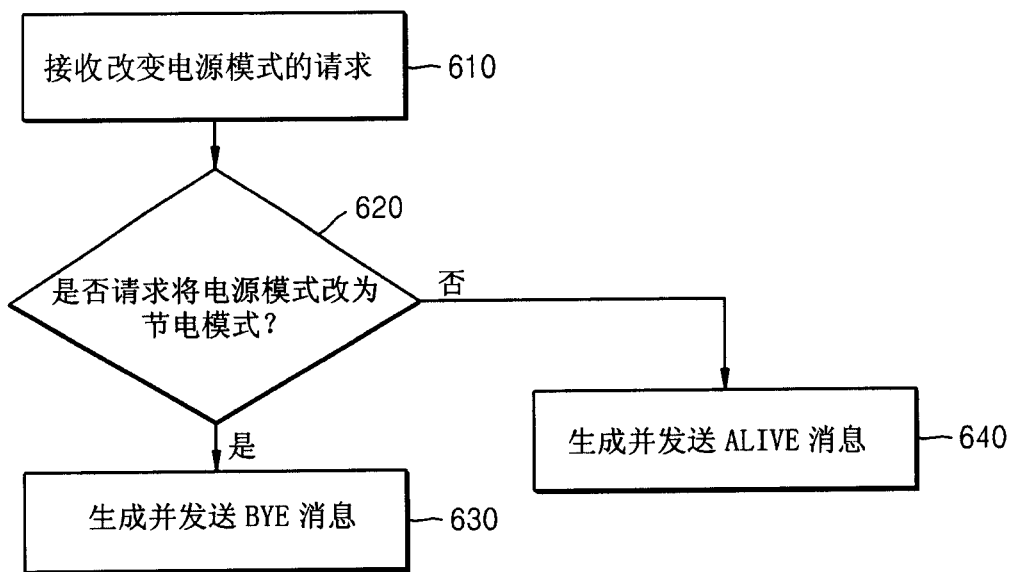 接收改变电源模式的请求
610
620
是否请求将电源模式改为
节电模式？
否
是
生成并发送 ALIVE 消息
640
生成并发送 BYE 消息
630